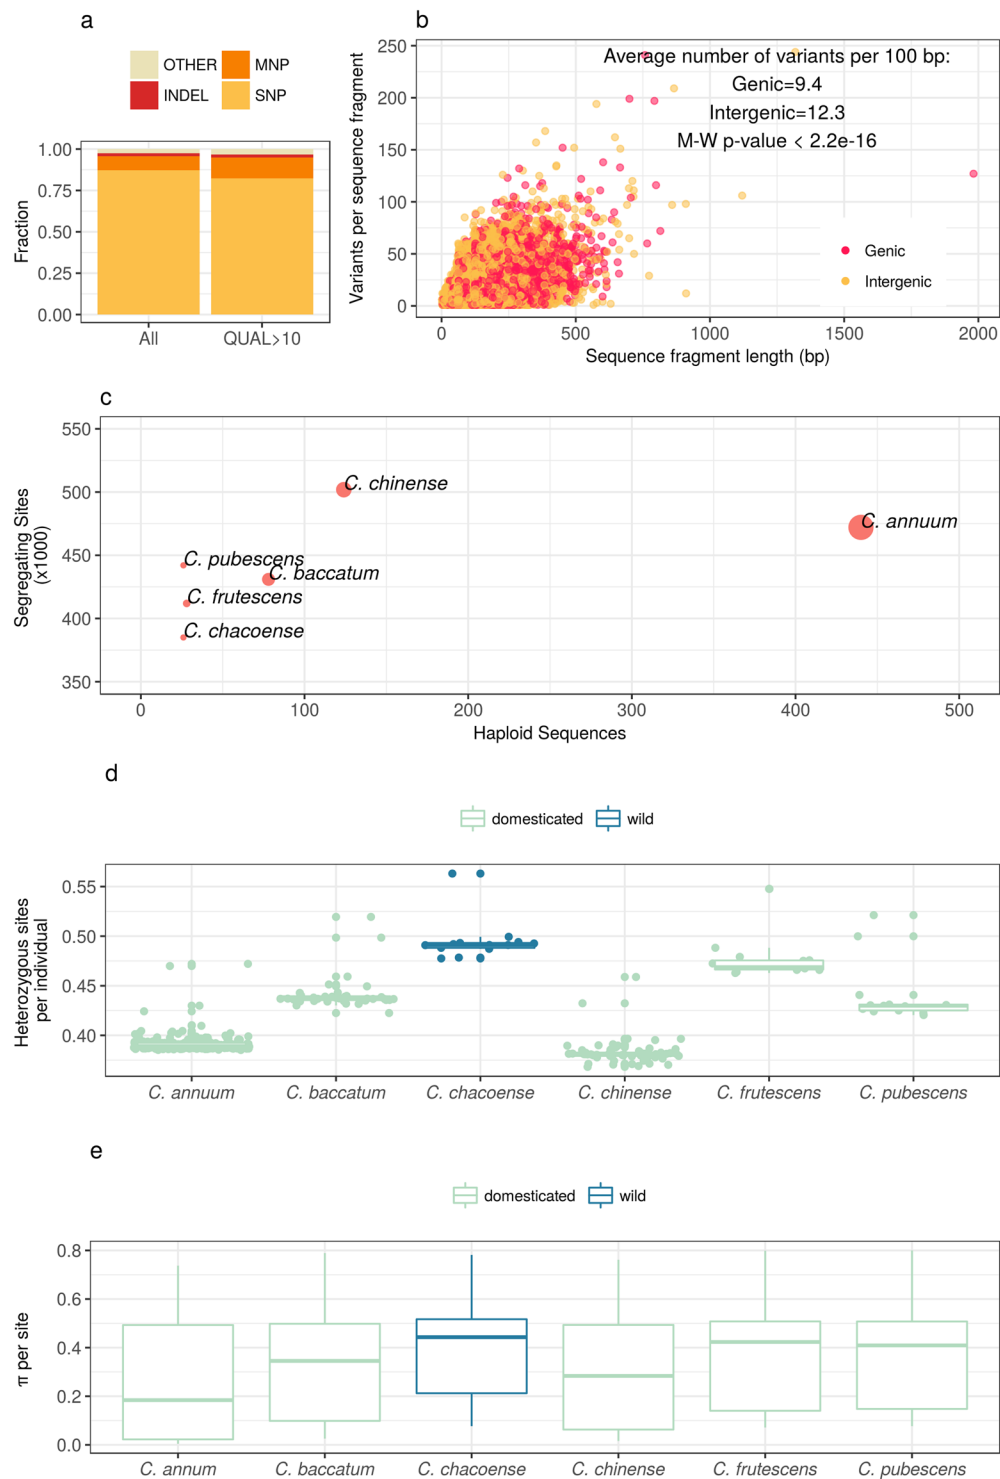 a
OTHER
MNP
INDEL
SNP
1.00
0.75
0.50
0.25
0.00
Fraction
All
QUAL>10
b
250
200
150
100
50
0
Variants per sequence fragment
Average number of variants per 100 bp:
Genic=9.4
Intergenic=12.3
M-W p-value < 2.2e-16
Genic
Intergenic
0
500
1000
1500
2000
Sequence fragment length (bp)
c
550
500
450
400
350
Segregating Sites
(x1000)
C. chinense
C. annuum
C. pubescens
C. baccatum
C. frutescens
C. chacoense
0
100
200
300
400
500
Haploid Sequences
d
domesticated
wild
0.55
0.50
0.45
0.40
Heterozygous sites
per individual
C. annuum
C. baccatum
C. chacoense
C. chinense
C. frutescens
C. pubescens
e
domesticated
wild
0.8
0.6
0.4
0.2
0.0
π per site
C. annum
C. baccatum
C. chacoense
C. chinense
C. frutescens
C. pubescens